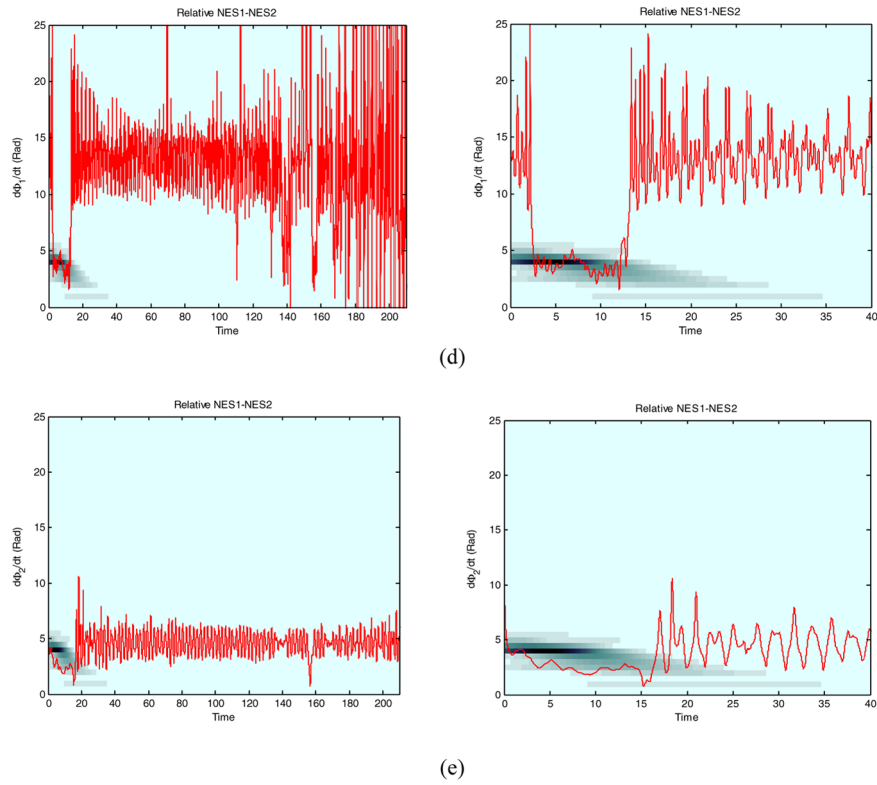 Relative NES1-NES2
Relative NES1-NES2
25
20
15
10
5
0
dΦ₁/dt (Rad)
0 20 40 60 80 100 120 140 160 180 200
Time
25
20
15
10
5
0
dΦ₁/dt (Rad)
0 5 10 15 20 25 30 35 40
Time
(d)
Relative NES1-NES2
Relative NES1-NES2
25
20
15
10
5
0
dΦ₂/dt (Rad)
0 20 40 60 80 100 120 140 160 180 200
Time
25
20
15
10
5
0
dΦ₂/dt (Rad)
0 5 10 15 20 25 30 35 40
Time
(e)